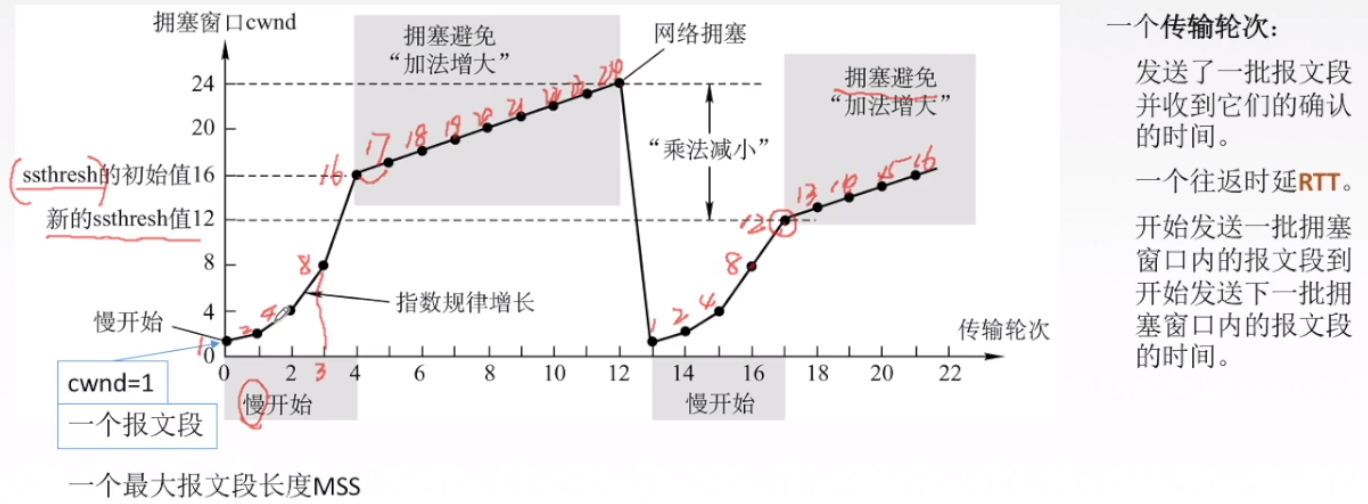 拥塞窗口cwnd
拥塞避免
“加法增大”
网络拥塞
24
20
ssthresh的初始值16
新的ssthresh值12
8
4
0
“乘法减小”
拥塞避免
“加法增大”
指数规律增长
慢开始
传输轮次
0 2 4 6 8 10 12 14 16 18 20 22
慢开始
慢开始
cwnd=1
一个报文段
一个最大报文段长度MSS
1 2 4 8 16 17 18 19 20 21 22 23 24
3
1 2 4 8 12 13 14 15 16
一个传输轮次:
发送了一批报文段
并收到它们的确认
的时间。
一个往返时延RTT。
开始发送一批拥塞
窗口内的报文段到
开始发送下一批拥
塞窗口内的报文段
的时间。